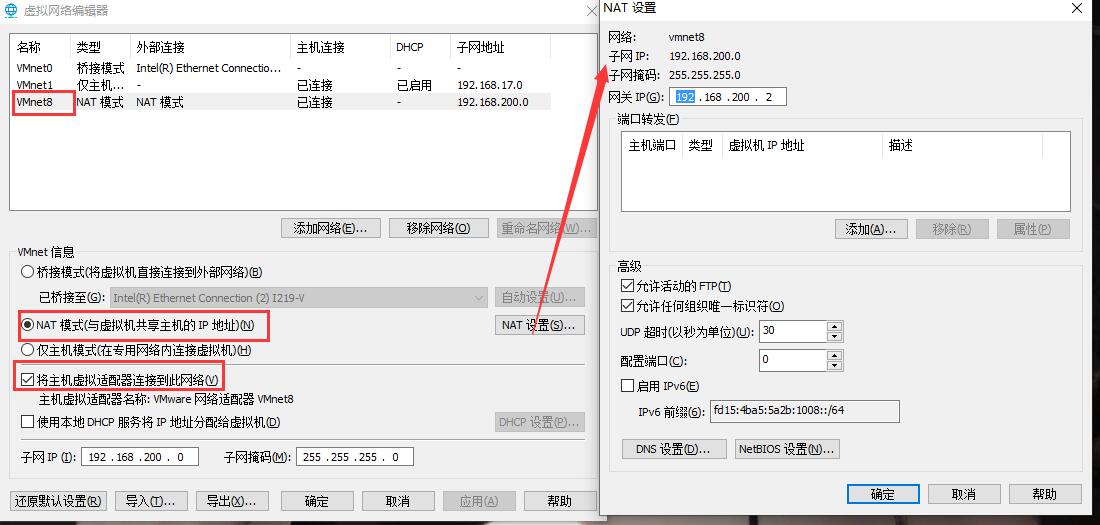 虚拟网络编辑器
名称 类型 外部连接 主机连接 DHCP 子网地址
VMnet0 桥接模式 Intel(R) Ethernet Connectio... - - -
VMnet1 仅主机... - 已连接 已启用 192.168.17.0
VMnet8 NAT 模式 NAT 模式 已连接 - 192.168.200.0
添加网络(E)... 移除网络(O) 重命名网络(W)...
VMnet 信息
桥接模式(将虚拟机直接连接到外部网络)(B)
已桥接至(G): Intel(R) Ethernet Connection (2) I219-V 自动设置(U)...
NAT 模式(与虚拟机共享主机的 IP 地址)(N) NAT 设置(S)...
仅主机模式(在专用网络内连接虚拟机)(H)
将主机虚拟适配器连接到此网络(V)
主机虚拟适配器名称: VMware 网络适配器 VMnet8
使用本地 DHCP 服务将 IP 地址分配给虚拟机(D) DHCP 设置(P)...
子网 IP (I): 192 .168 .200 . 0 子网掩码(M): 255 .255 .255 . 0
还原默认设置(R) 导入(T)... 导出(X)... 确定 取消 应用(A) 帮助
NAT 设置
网络: vmnet8
子网 IP: 192.168.200.0
子网掩码: 255.255.255.0
网关 IP(G): 192 .168 .200 . 2
端口转发(F)
主机端口 类型 虚拟机 IP 地址 描述
添加(A)... 移除(R) 属性(P)
高级
允许活动的 FTP(T)
允许任何组织唯一标识符(O)
UDP 超时(以秒为单位)(U): 30
配置端口(C): 0
启用 IPv6(E)
IPv6 前缀(6): fd15:4ba5:5a2b:1008::/64
DNS 设置(D)... NetBIOS 设置(N)...
确定 取消 帮助